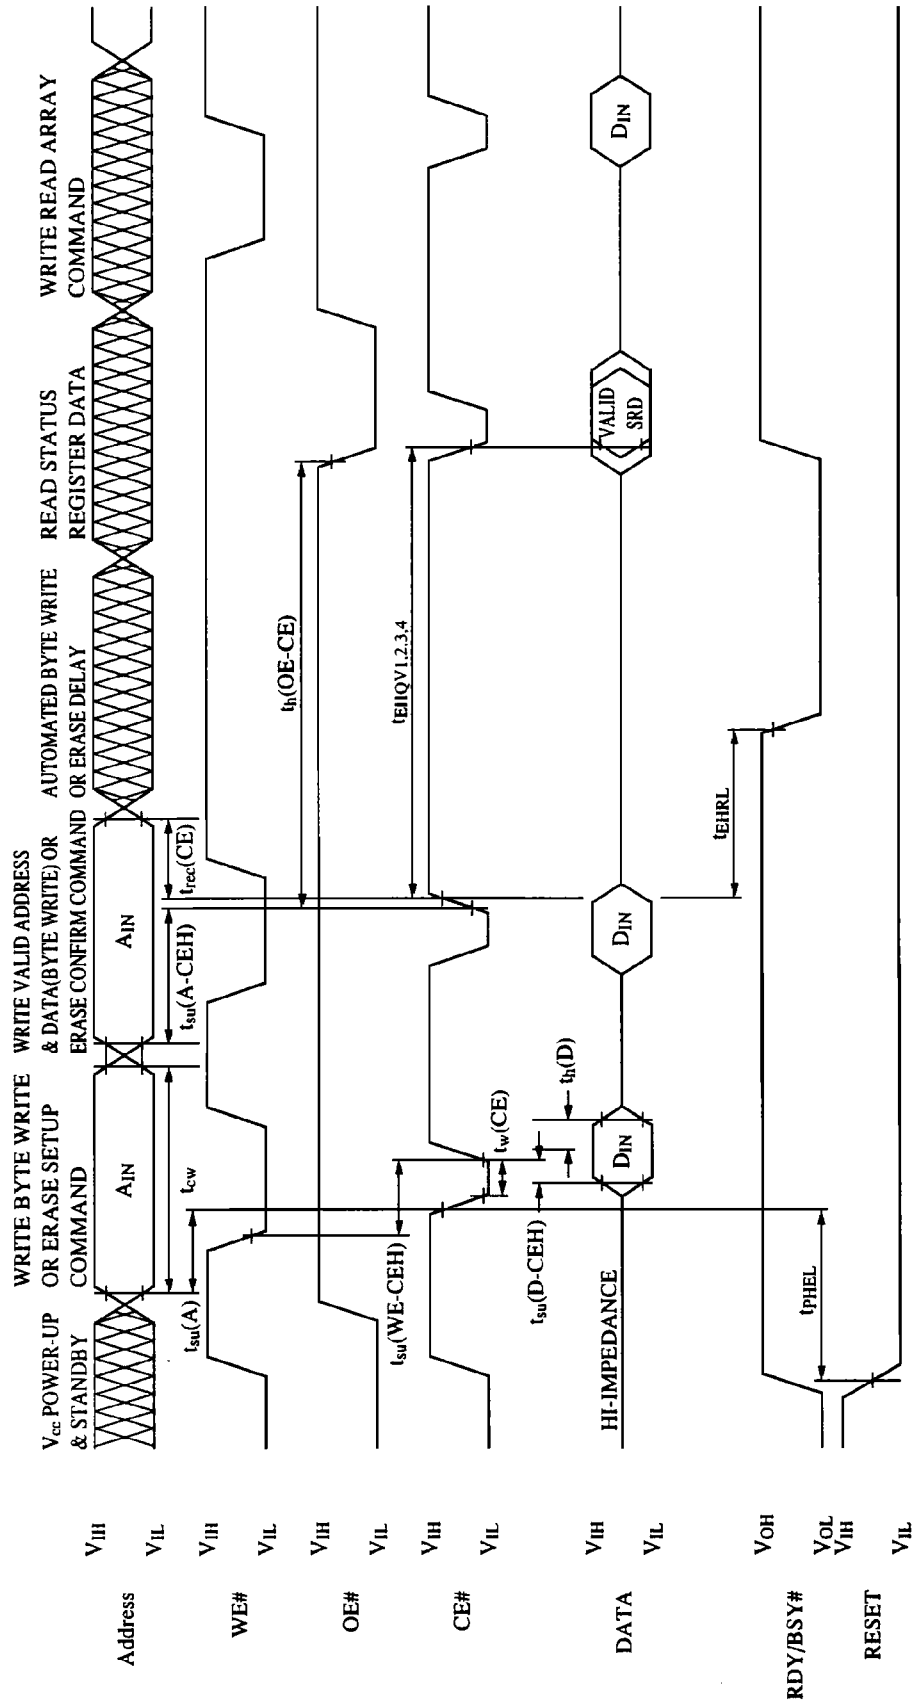 Vcc POWER-UP
& STANDBY
WRITE BYTE WRITE
OR ERASE SETUP
COMMAND
WRITE VALID ADDRESS
& DATA(BYTE WRITE) OR
ERASE CONFIRM COMMAND
AUTOMATED BYTE WRITE
OR ERASE DELAY
READ STATUS
REGISTER DATA
WRITE READ ARRAY
COMMAND
Address
VIH
VIL
AIN
AIN
tsu(A)
tcw
tsu(A-CEH)
trec(CE)
WE#
VIH
VIL
OE#
VIH
VIL
th(OE-CE)
tsu(WE-CEH)
CE#
VIH
VIL
tEHQV1,2,3,4
tw(CE)
tsu(D-CEH)
th(D)
DATA
VIH
VIL
HI-IMPEDANCE
DIN
DIN
VALID
SRD
DIN
RDY/BSY#
VOH
VOL
tEHRL
tPHEL
RESET
VIH
VIL